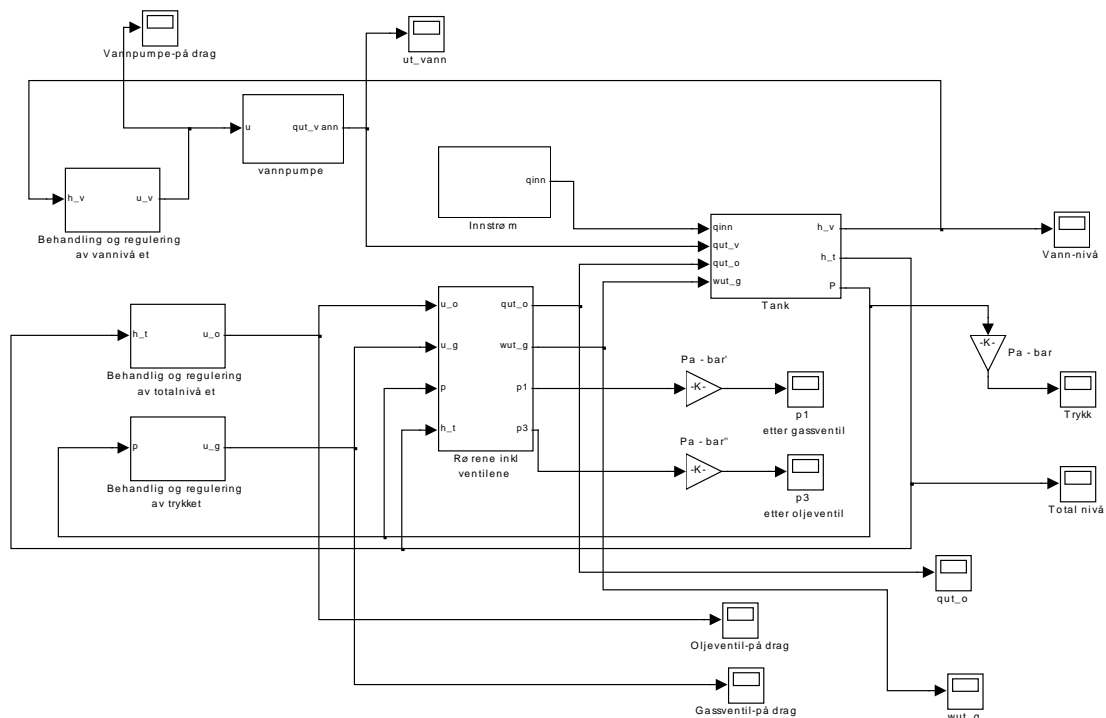 Vannpumpe-på drag
ut_vann
u
qut_vann
vannpumpe
h_v
u_v
Behandling og regulering
av vannivå et
qinn
Innstrø m
qinn
qut_v
qut_o
wut_g
h_v
h_t
P
Tank
Vann-nivå
h_t
u_o
Behandlig og regulering
av totalnivå et
u_o
u_g
p
h_t
qut_o
wut_g
p1
p3
Rø rene inkl
ventilene
Pa - bar'
-K-
p1
etter gassventil
-K-
Pa - bar
Trykk
p
u_g
Behandlig og regulering
av trykket
Pa - bar"
-K-
p3
etter oljeventil
Total nivå
qut_o
Oljeventil-på drag
Gassventil-på drag
wut_g